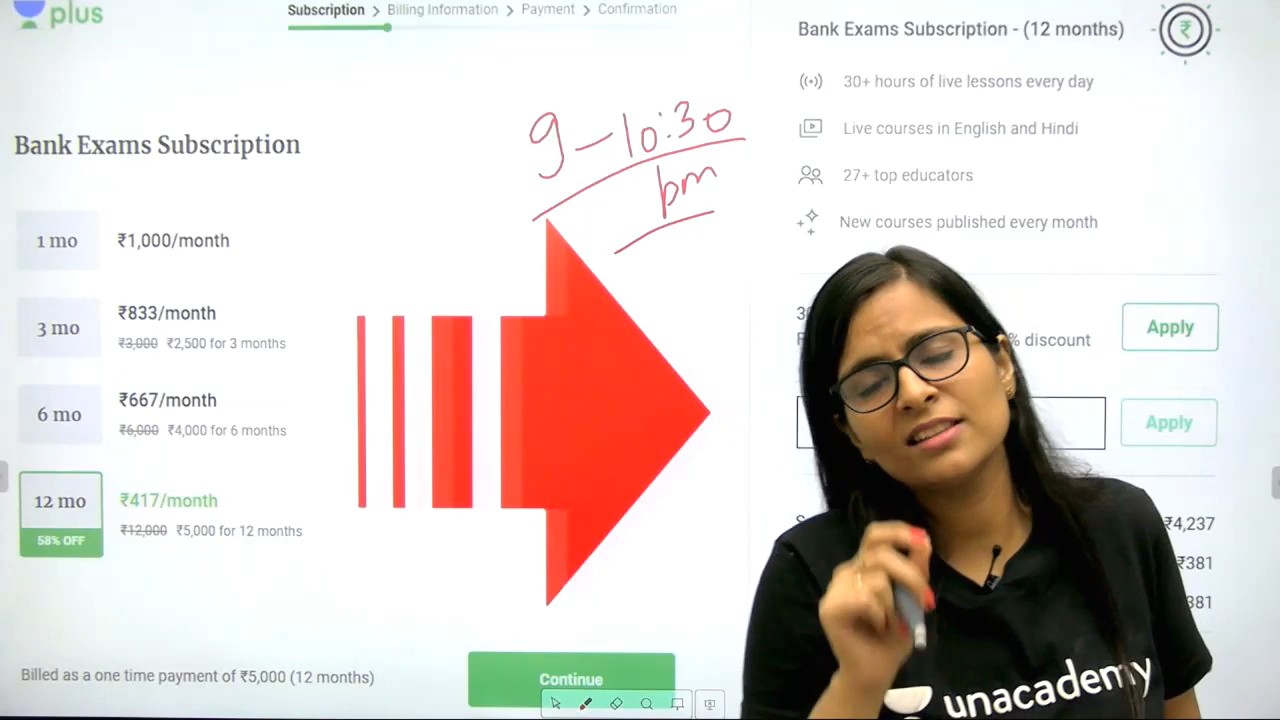 plus
Subscription > Billing Information > Payment > Confirmation
Bank Exams Subscription
1 mo ₹1,000/month
3 mo ₹833/month
₹3,000 ₹2,500 for 3 months
6 mo ₹667/month
₹6,000 ₹4,000 for 6 months
12 mo ₹417/month
58% OFF ₹12,000 ₹5,000 for 12 months
Billed as a one time payment of ₹5,000 (12 months)
Continue
9-10:30
pm
Bank Exams Subscription - (12 months)
₹
30+ hours of live lessons every day
Live courses in English and Hindi
27+ top educators
New courses published every month
Apply
% discount
Apply
₹4,237
₹381
381
unacademy